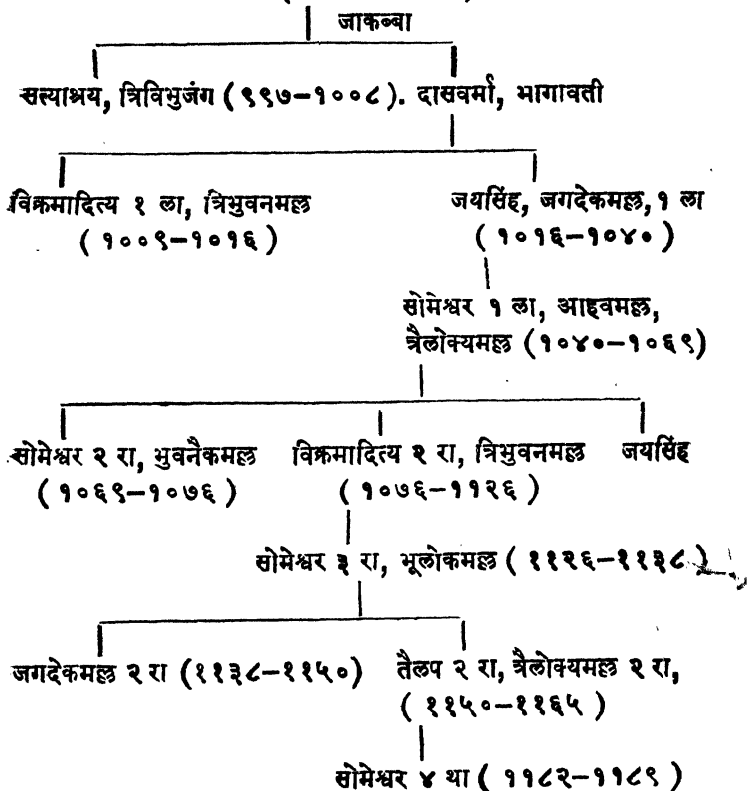 जाकब्बा
सत्याश्रय, त्रिविभुजंग (९९७-१००८). दासवर्मा, भागावती
विक्रमादित्य १ ला, त्रिभुवनमल्ल जयसिंह, जगदेकमल्ल, १ ला
(१००९-१०१६) (१०१६-१०४०)
सोमेश्वर १ ला, आहवमल्ल,
त्रैलोक्यमल्ल (१०४०-१०६९)
सोमेश्वर २ रा, भुवनैकमल्ल विक्रमादित्य २ रा, त्रिभुवनमल्ल जयसिंह
(१०६९-१०७६) (१०७६-११२६)
सोमेश्वर ३ रा, भूलोकमल्ल (११२६-११३८)
जगदेकमल्ल २ रा (११३८-११५०) तैलप २ रा, त्रैलोक्यमल्ल २ रा,
(११५०-११६५)
सोमेश्वर ४ था (११८२-११८९)